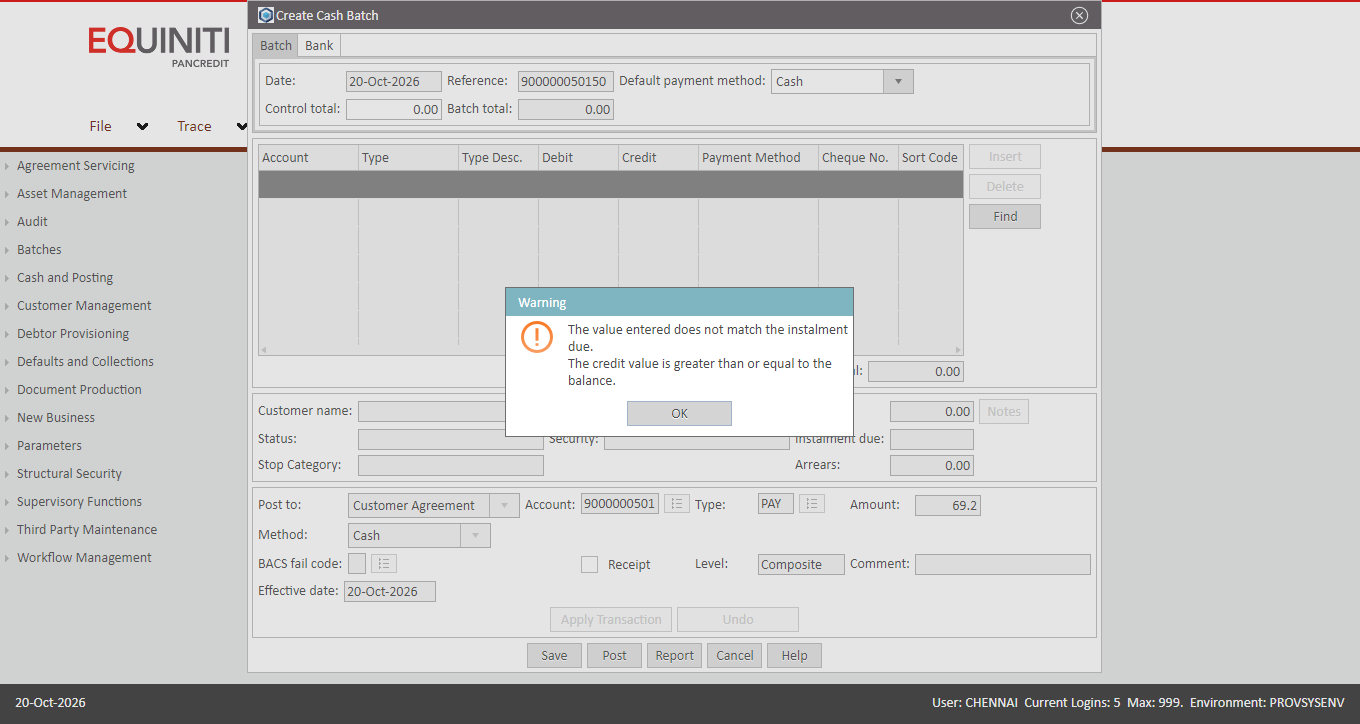 Create Cash Batch
EQUINITI
PANCREDIT
File Trace
Batch Bank
Date: 20-Oct-2026 Reference: 900000050150 Default payment method: Cash
Control total: 0.00 Batch total: 0.00
Account Type Type Desc. Debit Credit Payment Method Cheque No. Sort Code
Insert
Delete
Find
Agreement Servicing
Asset Management
Audit
Batches
Cash and Posting
Customer Management
Debtor Provisioning
Defaults and Collections
Document Production
New Business
Parameters
Structural Security
Supervisory Functions
Third Party Maintenance
Workflow Management
Warning
The value entered does not match the instalment
due.
The credit value is greater than or equal to the
balance.
OK
0.00
Customer name: 0.00 Notes
Status: Security: Instalment due:
Stop Category: Arrears: 0.00
Post to: Customer Agreement Account: 9000000501 Type: PAY Amount: 69.2
Method: Cash
BACS fail code: Receipt Level: Composite Comment:
Effective date: 20-Oct-2026
Apply Transaction Undo
Save Post Report Cancel Help
20-Oct-2026 User: CHENNAI Current Logins: 5 Max: 999. Environment: PROVSYSENV